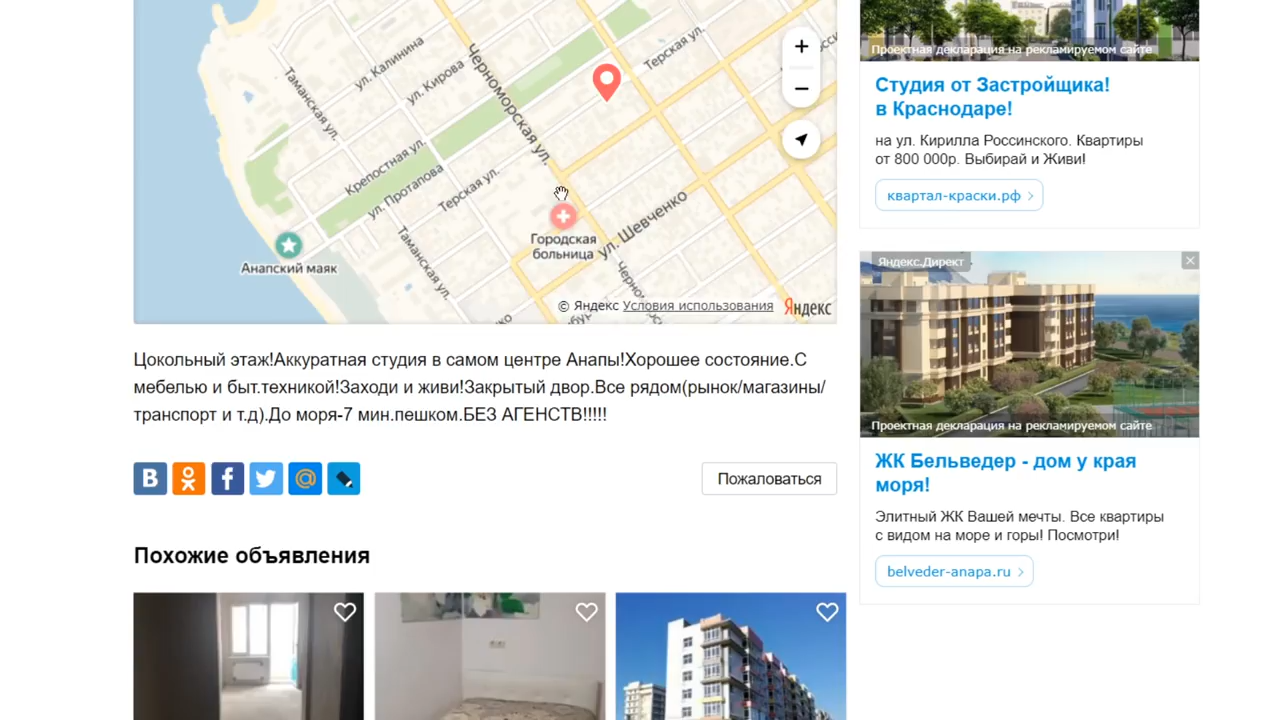 ул. Калинина
ул. Кирова
Таманская ул.
Черноморская ул.
Терская ул.
Крепостная ул.
ул. Протапова
Терская ул.
Таманская ул.
ул. Шевченко
Городская
больница
Анапский маяк
© Яндекс Условия использования Яндекс
Цокольный этаж!Аккуратная студия в самом центре Анапы!Хорошее состояние.С
мебелью и быт.техникой!Заходи и живи!Закрытый двор.Все рядом(рынок/магазины/
транспорт и т.д).До моря-7 мин.пешком.БЕЗ АГЕНСТВ!!!!!
Пожаловаться
Похожие объявления
Проектная декларация на рекламируемом сайте
Студия от Застройщика!
в Краснодаре!
на ул. Кирилла Россинского. Квартиры
от 800 000р. Выбирай и Живи!
квартал-краски.рф
Яндекс.Директ
Проектная декларация на рекламируемом сайте
ЖК Бельведер - дом у края
моря!
Элитный ЖК Вашей мечты. Все квартиры
с видом на море и горы! Посмотри!
belveder-anapa.ru